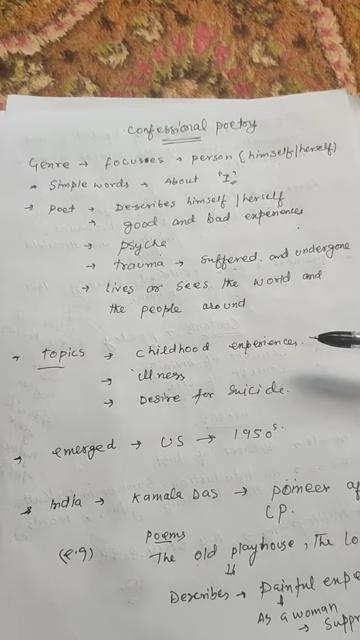 Confessional poetry
Genre → focusses → person (himself/herself)
→ Simple words → About 'I'
→ Poet → Describes himself/herself
→ good and bad experiences
→ psyche
→ trauma → suffered and undergone
→ lives or sees the world and
the people around
→ topics → childhood experiences.
→ illness
→ Desire for suicide.
→ emerged → US → 1950s.
→ India → Kamala Das → poineer of
CP.
Poems
(e.g) The old playhouse, The Lo
↓
Describes → painful expe
↓
As a woman
→ Suppr